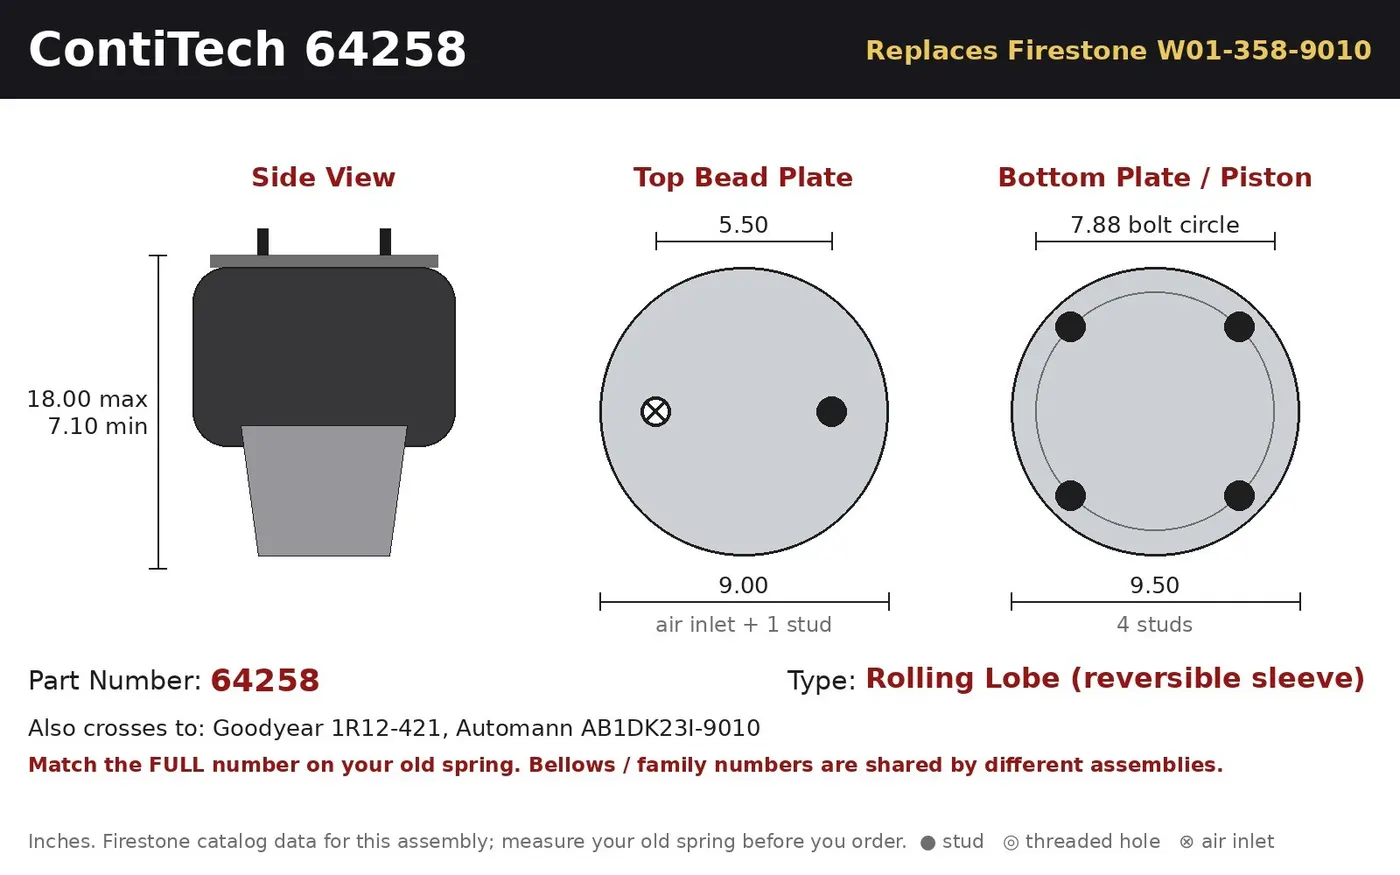 ContiTech 64258
Replaces Firestone W01-358-9010
Side View
Top Bead Plate
Bottom Plate / Piston
5.50
7.88 bolt circle
18.00 max
7.10 min
9.00
9.50
air inlet + 1 stud
4 studs
Part Number: 64258
Type: Rolling Lobe (reversible sleeve)
Also crosses to: Goodyear 1R12-421, Automann AB1DK23I-9010
Match the FULL number on your old spring. Bellows / family numbers are shared by different assemblies.
Inches. Firestone catalog data for this assembly; measure your old spring before you order. ● stud ◎ threaded hole ⊗ air inlet